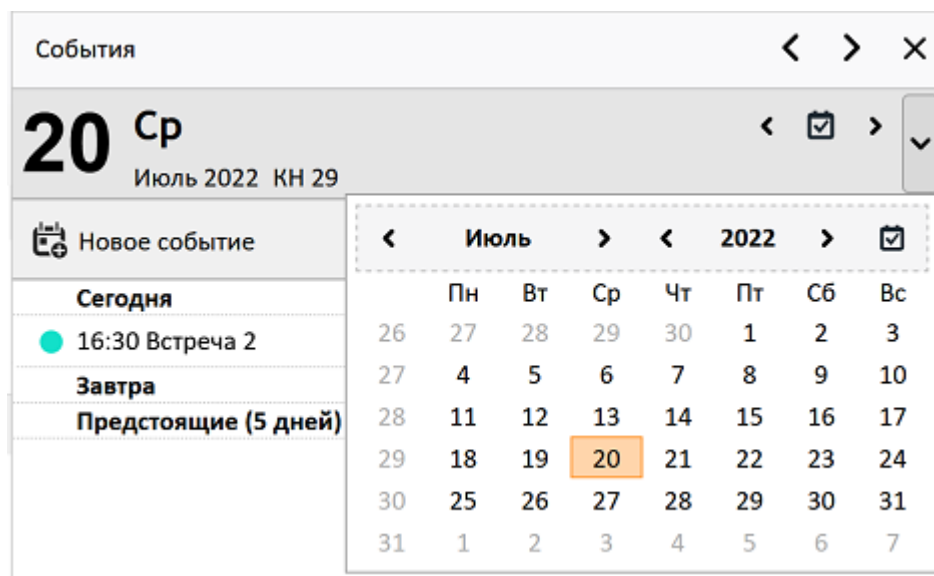 События
20 Ср
Июль 2022 КН 29
Новое событие
Сегодня
16:30 Встреча 2
Завтра
Предстоящие (5 дней)
Июль 2022
Пн Вт Ср Чт Пт Сб Вс
26 27 28 29 30 1 2 3
27 4 5 6 7 8 9 10
28 11 12 13 14 15 16 17
29 18 19 20 21 22 23 24
30 25 26 27 28 29 30 31
31 1 2 3 4 5 6 7